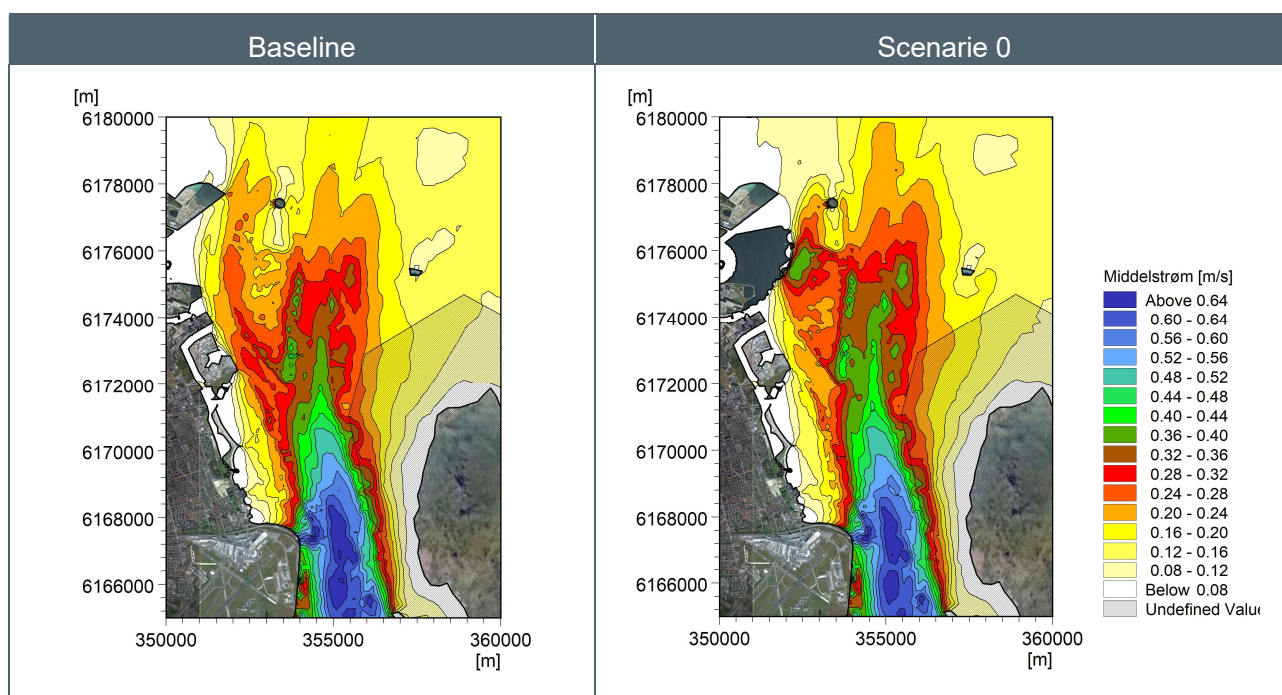 Baseline
Scenarie 0
[m]
6180000
6178000
6176000
6174000
6172000
6170000
6168000
6166000
350000
355000
360000
[m]
[m]
6180000
6178000
6176000
6174000
6172000
6170000
6168000
6166000
350000
355000
360000
[m]
Middelstrøm [m/s]
Above 0.64
0.60 - 0.64
0.56 - 0.60
0.52 - 0.56
0.48 - 0.52
0.44 - 0.48
0.40 - 0.44
0.36 - 0.40
0.32 - 0.36
0.28 - 0.32
0.24 - 0.28
0.20 - 0.24
0.16 - 0.20
0.12 - 0.16
0.08 - 0.12
Below 0.08
Undefined Value